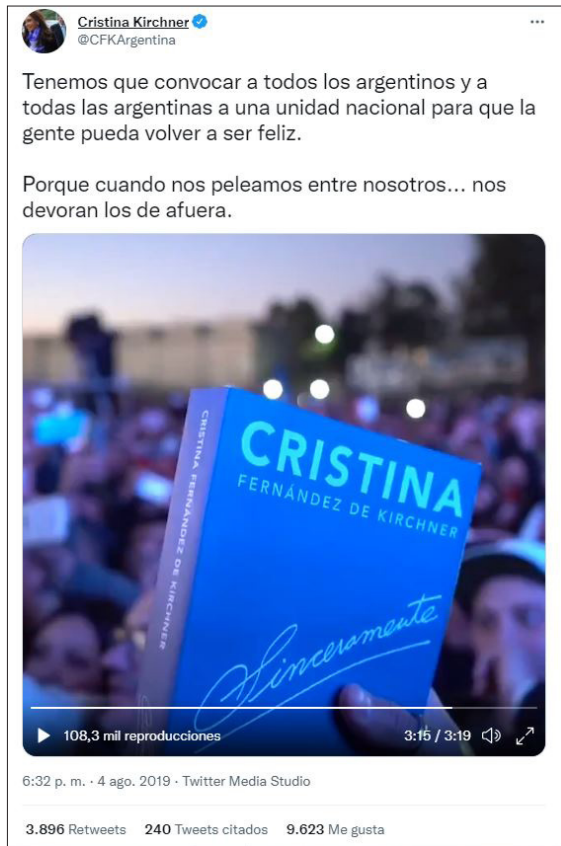 Cristina Kirchner
@CFKArgentina
Tenemos que convocar a todos los argentinos y a
todas las argentinas a una unidad nacional para que la
gente pueda volver a ser feliz.
Porque cuando nos peleamos entre nosotros... nos
devoran los de afuera.
CRISTINA FERNÁNDEZ DE KIRCHNER
CRISTINA
FERNÁNDEZ DE KIRCHNER
Sinceramente
108,3 mil reproducciones
3:15 / 3:19
6:32 p. m. · 4 ago. 2019 · Twitter Media Studio
3.896 Retweets 240 Tweets citados 9.623 Me gusta